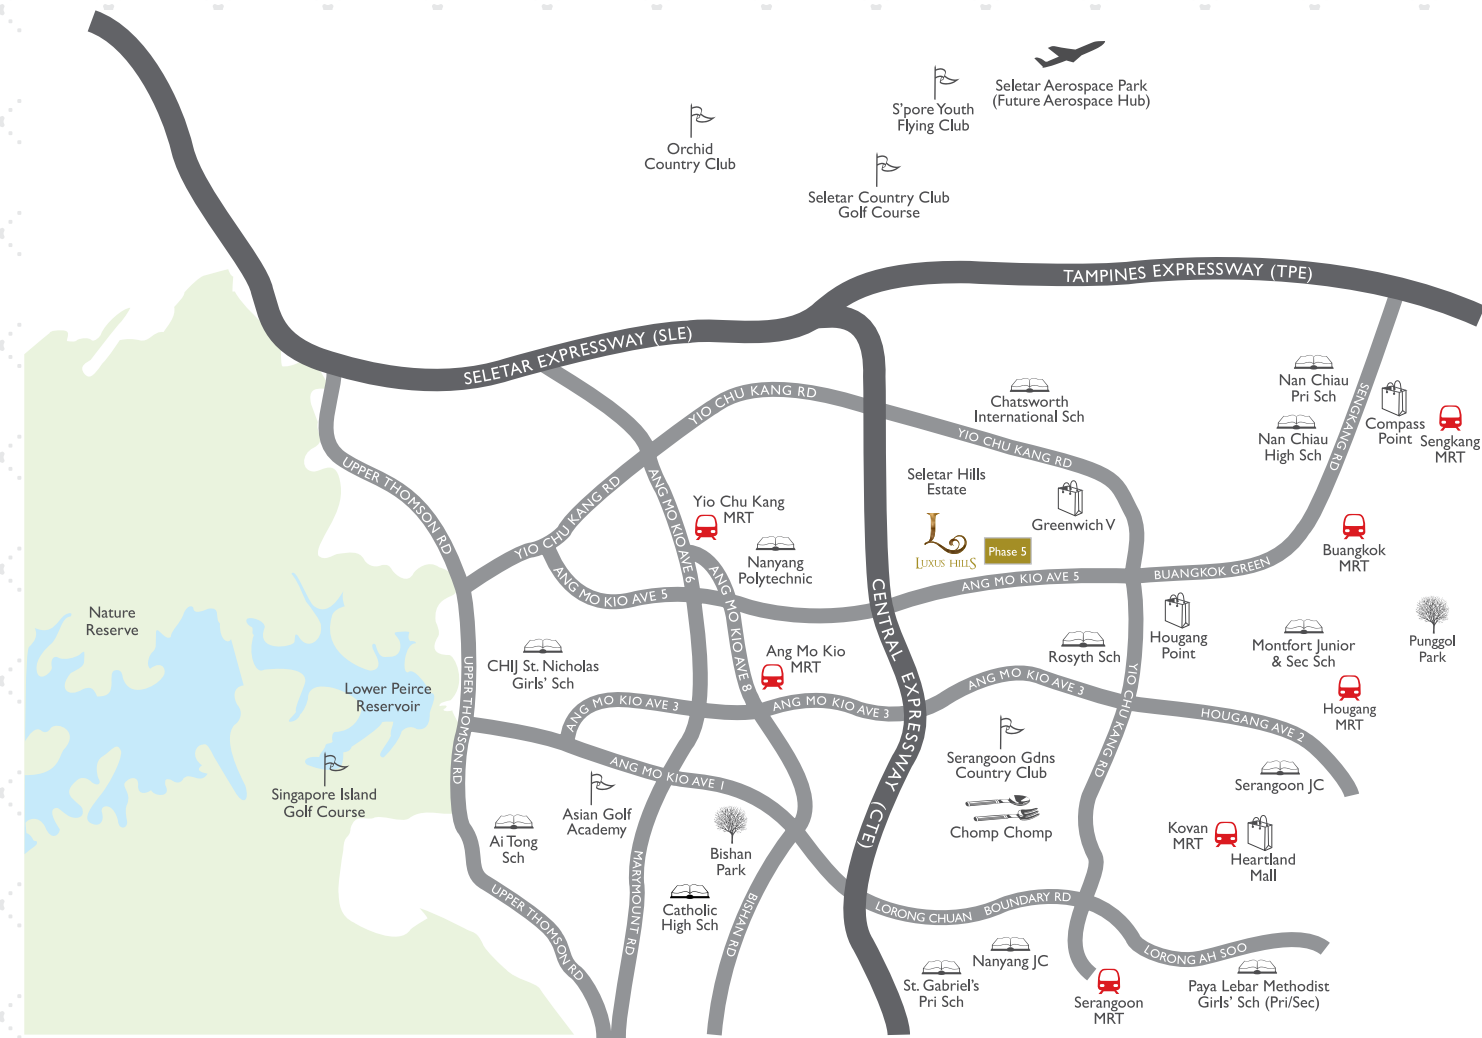 Seletar Aerospace Park
(Future Aerospace Hub)
S'pore Youth
Flying Club
Orchid
Country Club
Seletar Country Club
Golf Course
TAMPINES EXPRESSWAY (TPE)
SELETAR EXPRESSWAY (SLE)
Nan Chiau
Pri Sch
Chatsworth
International Sch
YIO CHU KANG RD
SENGKANG RD
Compass
Point
Sengkang
MRT
Nan Chiau
High Sch
YIO CHU KANG RD
UPPER THOMSON RD
Seletar Hills
Estate
ANG MO KIO AVE 6
YIO CHU KANG RD
Yio Chu Kang
MRT
Greenwich V
Buangkok
MRT
LUXUS HILLS
Phase 5
Nanyang
Polytechnic
ANG MO KIO AVE 5
ANG MO KIO AVE 5
BUANGKOK GREEN
ANG MO KIO AVE 8
CENTRAL EXPRESSWAY (CTE)
Nature
Reserve
Hougang
Point
Punggol
Park
Montfort Junior
& Sec Sch
Rosyth Sch
CHIJ St. Nicholas
Girls' Sch
Ang Mo Kio
MRT
UPPER THOMSON RD
Lower Peirce
Reservoir
ANG MO KIO AVE 3
ANG MO KIO AVE 3
ANG MO KIO AVE 3
YIO CHU KANG RD
HOUGANG AVE 2
Hougang
MRT
Serangoon Gdns
Country Club
ANG MO KIO AVE 1
Serangoon JC
Singapore Island
Golf Course
Asian Golf
Academy
Chomp Chomp
Kovan
MRT
Heartland
Mall
Ai Tong
Sch
Bishan
Park
MARYMOUNT RD
BISHAN RD
Catholic
High Sch
UPPER THOMSON RD
LORONG CHUAN
BOUNDARY RD
LORONG AH SOO
Nanyang JC
St. Gabriel's
Pri Sch
Serangoon
MRT
Paya Lebar Methodist
Girls' Sch (Pri/Sec)